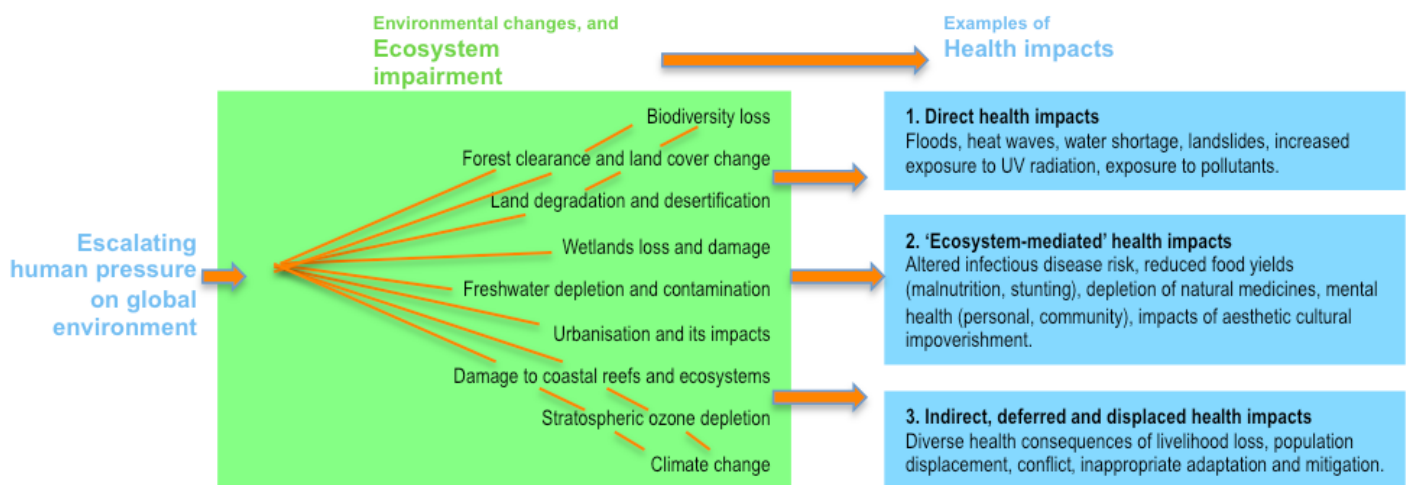 Environmental changes, and
Ecosystem
impairment
Examples of
Health impacts
Escalating
human pressure
on global
environment
Biodiversity loss
Forest clearance and land cover change
Land degradation and desertification
Wetlands loss and damage
Freshwater depletion and contamination
Urbanisation and its impacts
Damage to coastal reefs and ecosystems
Stratospheric ozone depletion
Climate change
1. Direct health impacts
Floods, heat waves, water shortage, landslides, increased
exposure to UV radiation, exposure to pollutants.
2. ‘Ecosystem-mediated’ health impacts
Altered infectious disease risk, reduced food yields
(malnutrition, stunting), depletion of natural medicines, mental
health (personal, community), impacts of aesthetic cultural
impoverishment.
3. Indirect, deferred and displaced health impacts
Diverse health consequences of livelihood loss, population
displacement, conflict, inappropriate adaptation and mitigation.